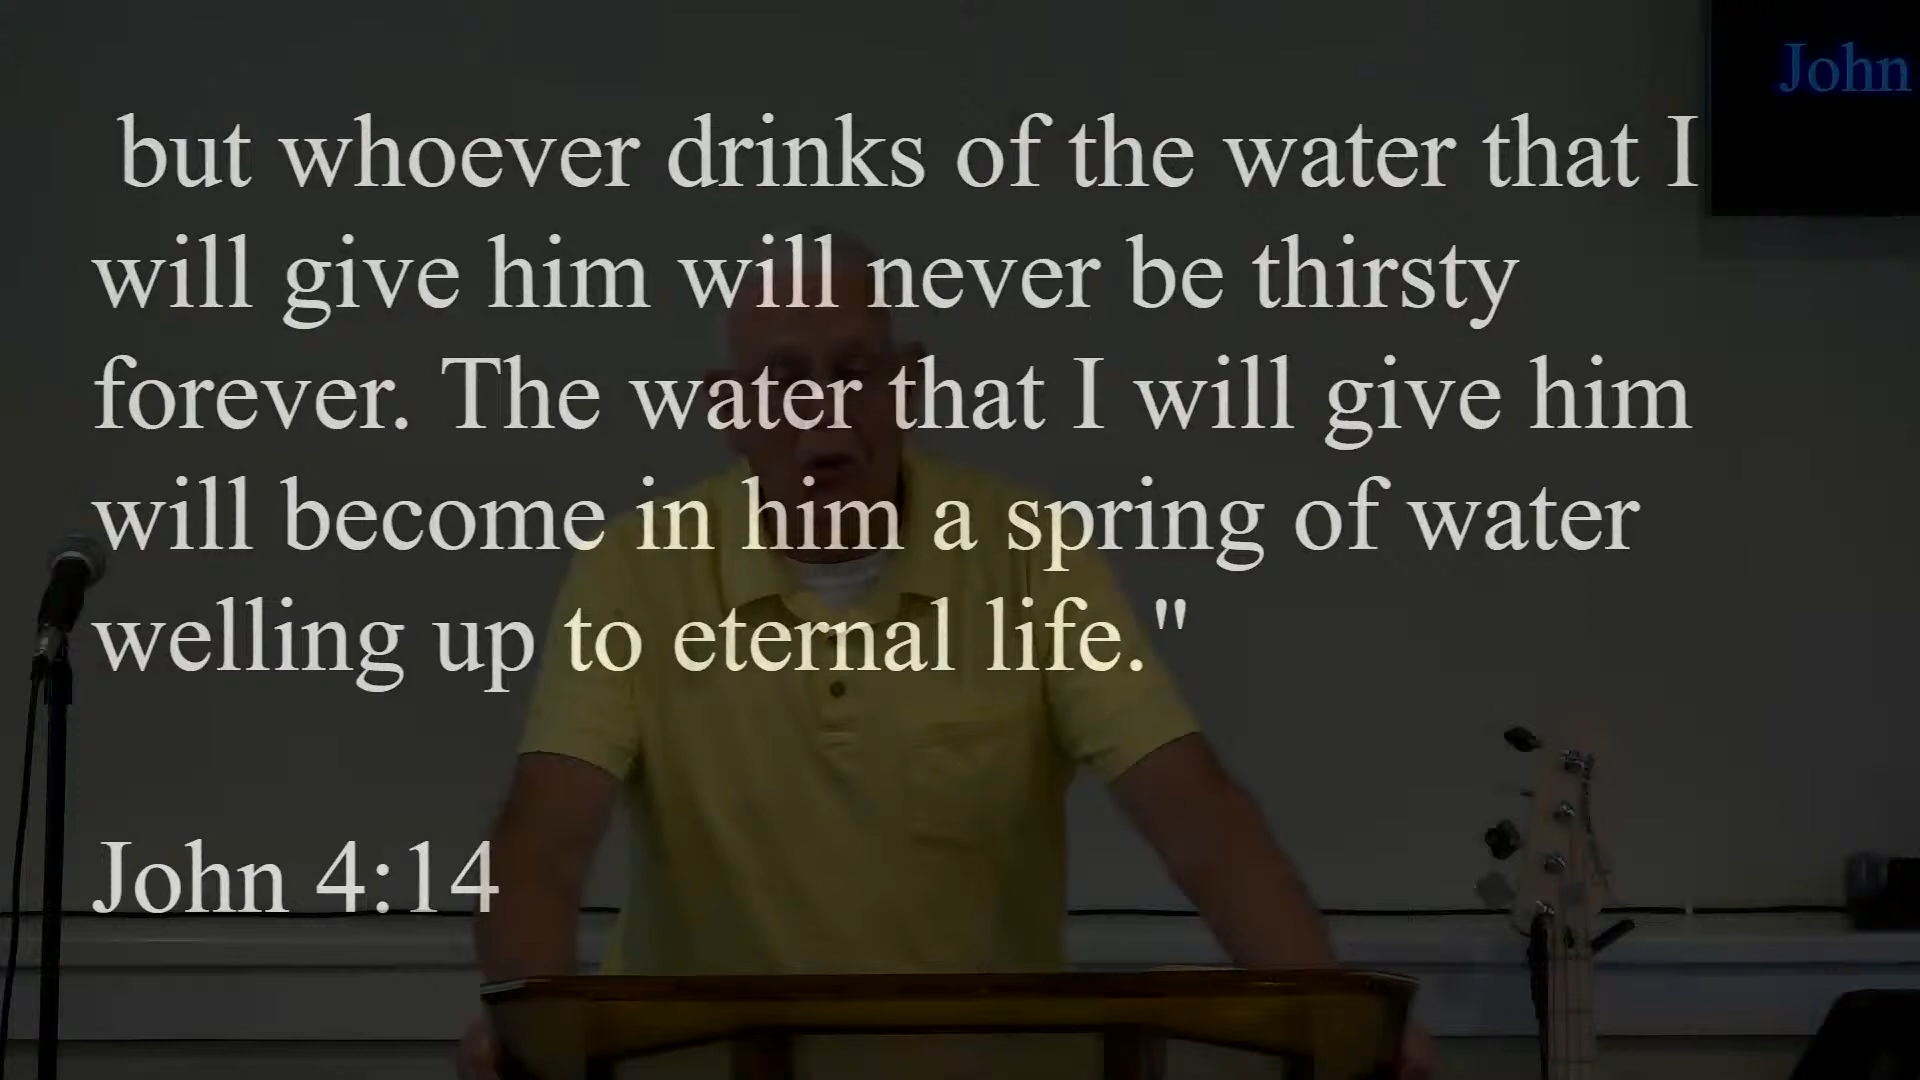 John
but whoever drinks of the water that I
will give him will never be thirsty
forever. The water that I will give him
will become in him a spring of water
welling up to eternal life."
John 4:14